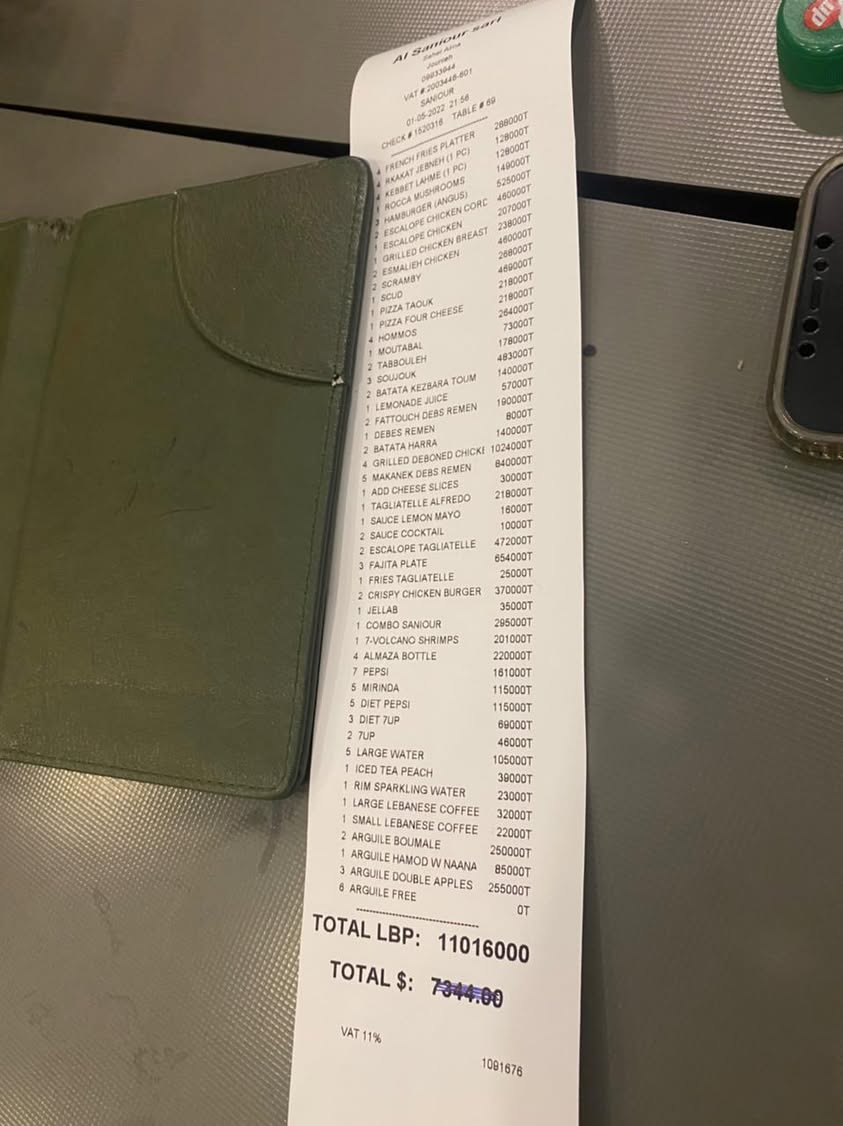 Al Saniour sarl
Sahel Alma
Jounieh
09933944
VAT # 2003446-601
SANIOUR
01-05-2022 21:56
CHECK # 1520316 TABLE # 69
4 FRENCH FRIES PLATTER 288000T
4 RKAKAT JEBNEH (1 PC) 128000T
4 KEBBET LAHME (1 PC) 128000T
1 ROCCA MUSHROOMS 149000T
3 HAMBURGER (ANGUS) 525000T
2 ESCALOPE CHICKEN CORD 460000T
1 ESCALOPE CHICKEN 207000T
1 GRILLED CHICKEN BREAST 238000T
2 ESMALIEH CHICKEN 460000T
2 SCRAMBY 268000T
1 SCUD 469000T
1 PIZZA TAOUK 218000T
1 PIZZA FOUR CHEESE 218000T
4 HOMMOS 264000T
1 MOUTABAL 73000T
2 TABBOULEH 178000T
3 SOUJOUK 483000T
2 BATATA KEZBARA TOUM 140000T
1 LEMONADE JUICE 57000T
2 FATTOUCH DEBS REMEN 190000T
1 DEBES REMEN 8000T
2 BATATA HARRA 140000T
4 GRILLED DEBONED CHICKE 1024000T
5 MAKANEK DEBS REMEN 840000T
1 ADD CHEESE SLICES 30000T
1 TAGLIATELLE ALFREDO 218000T
1 SAUCE LEMON MAYO 16000T
2 SAUCE COCKTAIL 10000T
2 ESCALOPE TAGLIATELLE 472000T
3 FAJITA PLATE 654000T
1 FRIES TAGLIATELLE 25000T
2 CRISPY CHICKEN BURGER 370000T
1 JELLAB 35000T
1 COMBO SANIOUR 295000T
1 7-VOLCANO SHRIMPS 201000T
4 ALMAZA BOTTLE 220000T
7 PEPSI 161000T
5 MIRINDA 115000T
5 DIET PEPSI 115000T
3 DIET 7UP 69000T
2 7UP 46000T
5 LARGE WATER 105000T
1 ICED TEA PEACH 39000T
1 RIM SPARKLING WATER 23000T
1 LARGE LEBANESE COFFEE 32000T
1 SMALL LEBANESE COFFEE 22000T
2 ARGUILE BOUMALE 250000T
1 ARGUILE HAMOD W NAANA 85000T
3 ARGUILE DOUBLE APPLES 255000T
6 ARGUILE FREE 0T
TOTAL LBP: 11016000
TOTAL $: 7344.00
VAT 11% 1091676
UP